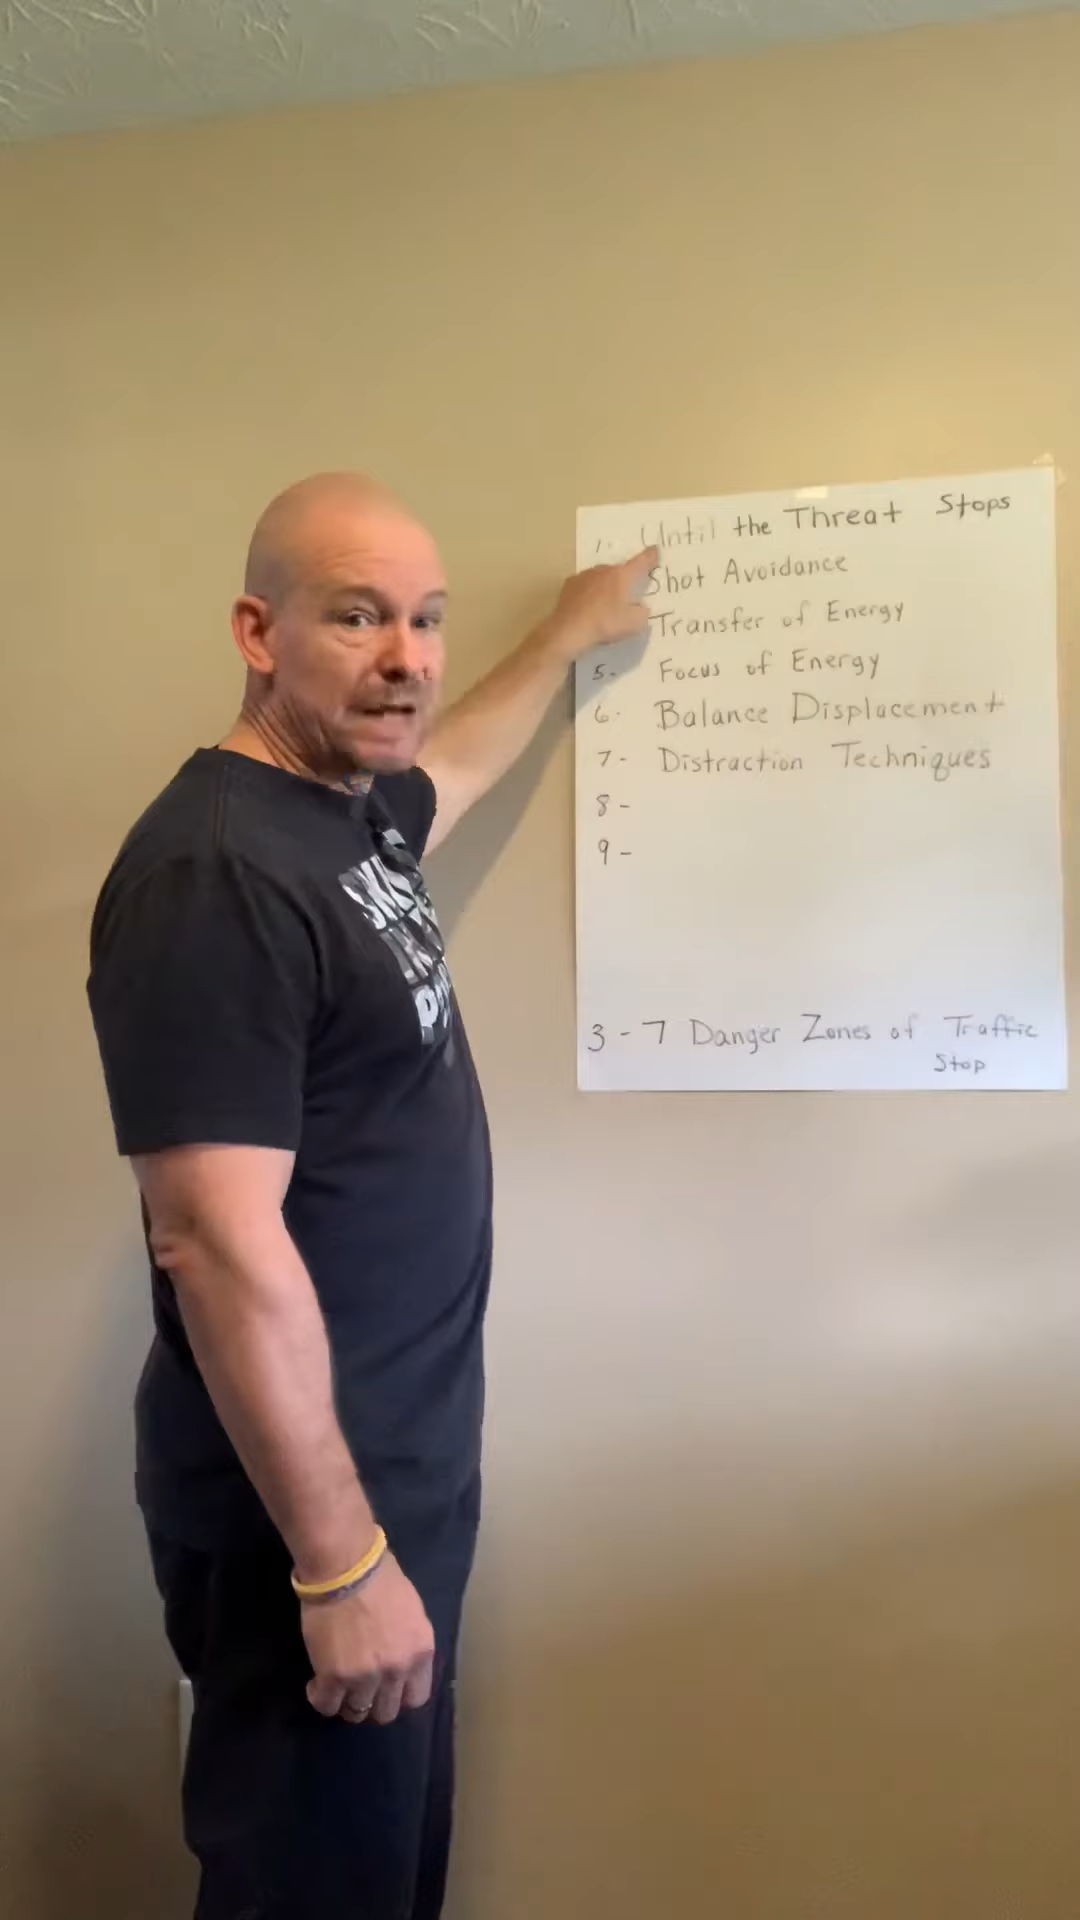 1- Until the Threat Stops
Shot Avoidance
Transfer of Energy
5- Focus of Energy
6- Balance Displacement
7- Distraction Techniques
8-
9-
3-7 Danger Zones of Traffic
Stop